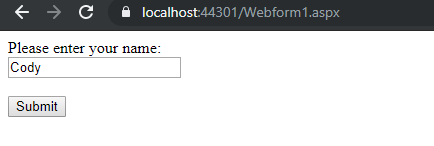 localhost:44301/Webform1.aspx
Please enter your name:
Cody
Submit